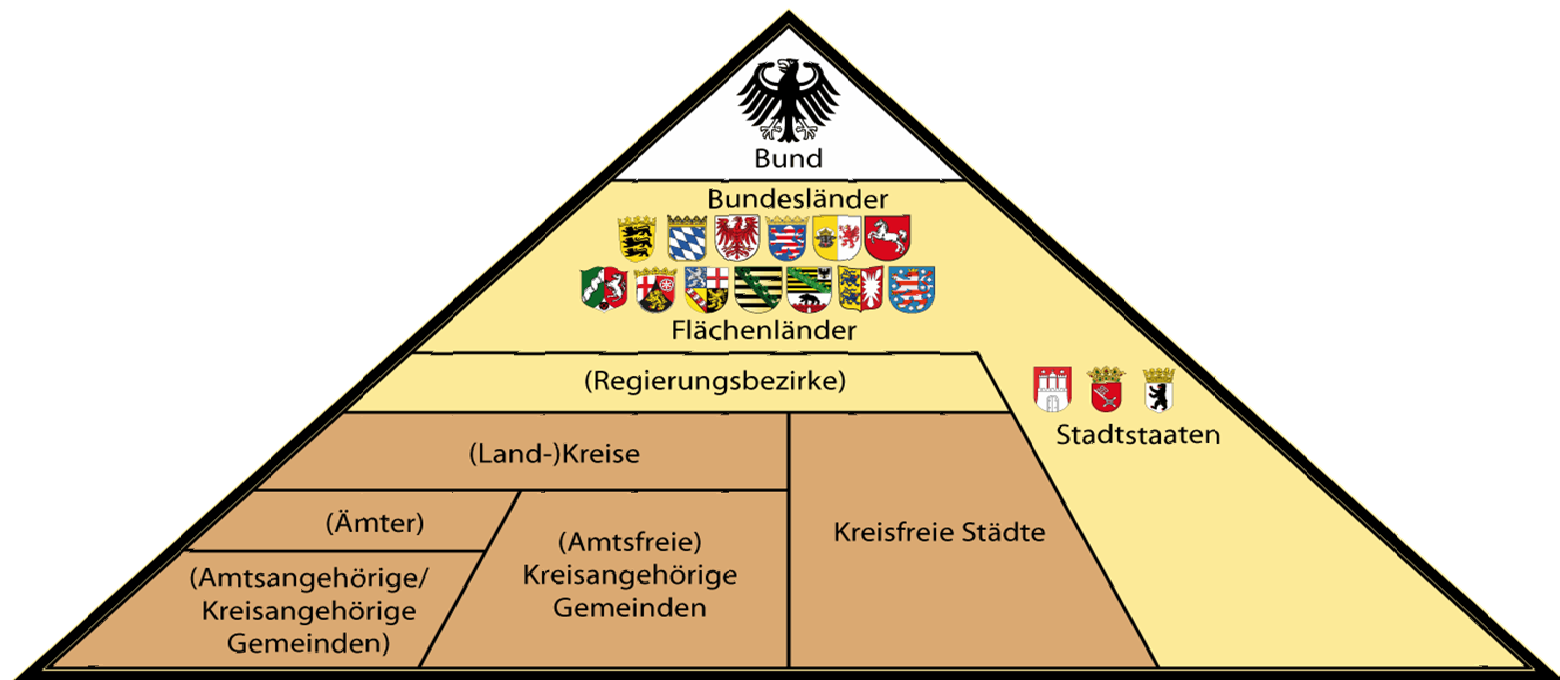 Bund
Bundesländer
Flächenländer
(Regierungsbezirke)
Stadtstaaten
(Land-)Kreise
(Ämter)
(Amtsangehörige/
Kreisangehörige
Gemeinden)
(Amtsfreie)
Kreisangehörige
Gemeinden
Kreisfreie Städte